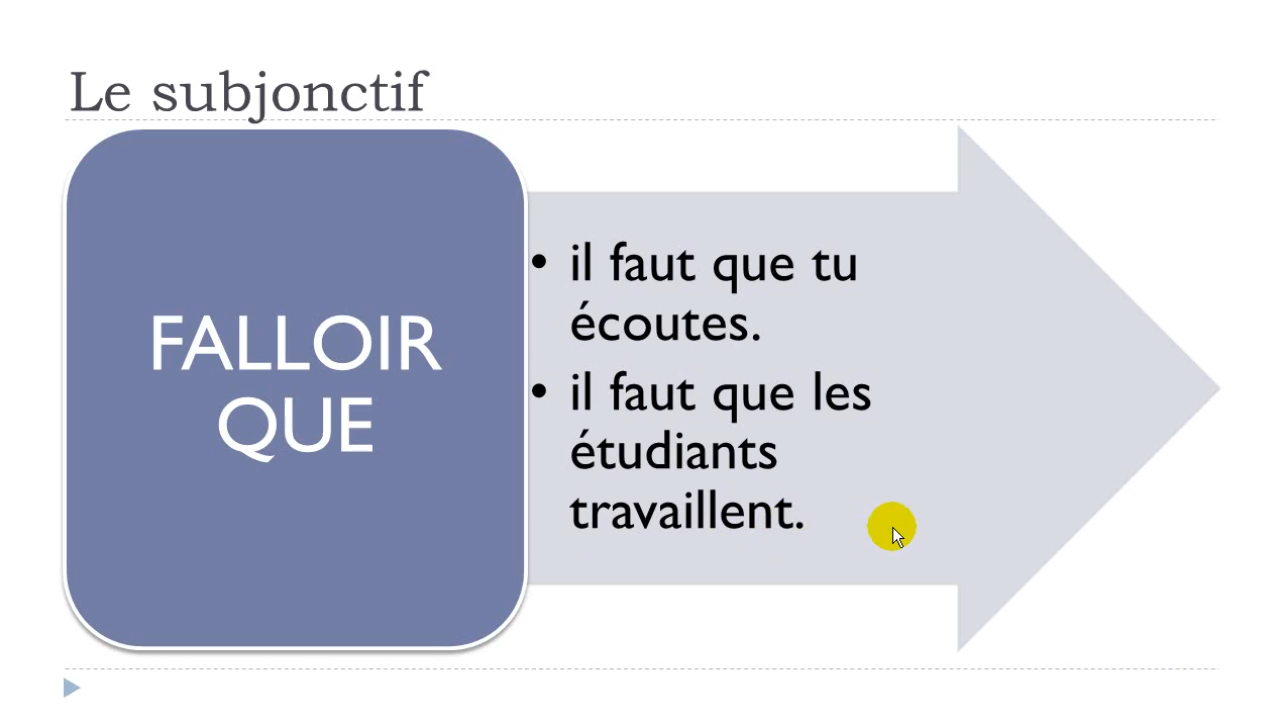 Le subjonctif
FALLOIR
QUE
• il faut que tu
écoutes.
• il faut que les
étudiants
travaillent.